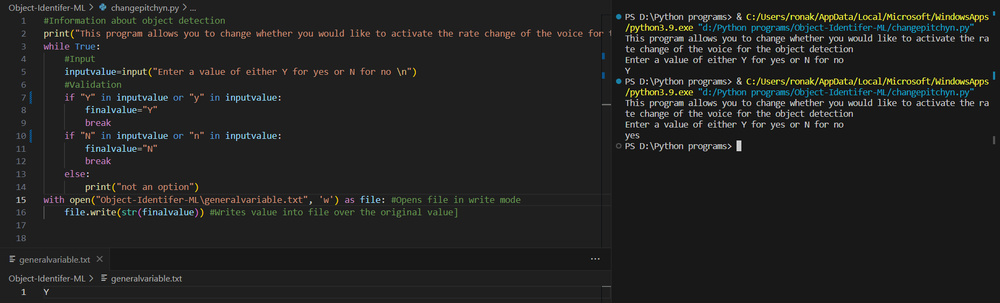 Object-Identifer-ML > changepitchyn.py > ...
1 #Information about object detection
2 print("This program allows you to change whether you would like to activate the rate change of the voice for
3 while True:
4 #Input
5 inputvalue=input("Enter a value of either Y for yes or N for no \n")
6 #Validation
7 if "Y" in inputvalue or "y" in inputvalue:
8 finalvalue="Y"
9 break
10 if "N" in inputvalue or "n" in inputvalue:
11 finalvalue="N"
12 break
13 else:
14 print("not an option")
15 with open("Object-Identifer-ML\generalvariable.txt", 'w') as file: #Opens file in write mode
16 file.write(str(finalvalue)) #Writes value into file over the original value]
17
18
generalvariable.txt
Object-Identifer-ML > generalvariable.txt
1 Y
PS D:\Python programs> & C:/Users/ronak/AppData/Local/Microsoft/WindowsApps
/python3.9.exe "d:/Python programs/Object-Identifer-ML/changepitchyn.py"
This program allows you to change whether you would like to activate the ra
te change of the voice for the object detection
Enter a value of either Y for yes or N for no
Y
PS D:\Python programs> & C:/Users/ronak/AppData/Local/Microsoft/WindowsApps
/python3.9.exe "d:/Python programs/Object-Identifer-ML/changepitchyn.py"
This program allows you to change whether you would like to activate the ra
te change of the voice for the object detection
Enter a value of either Y for yes or N for no
yes
PS D:\Python programs>